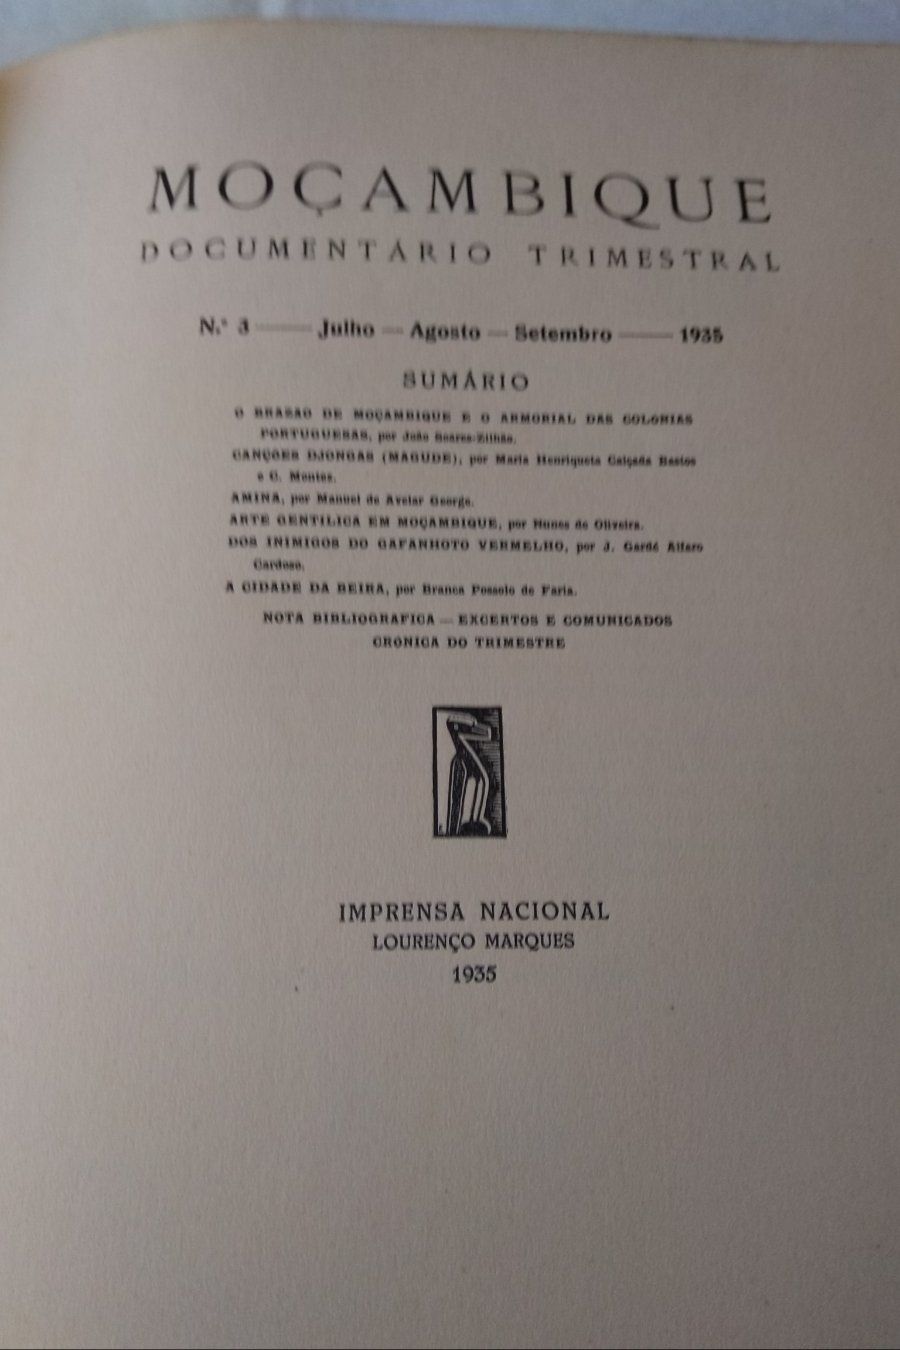 MOÇAMBIQUE
DOCUMENTÁRIO TRIMESTRAL
N.º 3 — Julho — Agosto — Setembro — 1935
SUMÁRIO
O BRASÃO DE MOÇAMBIQUE E O ARMORIAL DAS COLONIAS
PORTUGUESAS, por João Soares Zilhão.
CANÇÕES DJONGAS (MAGUDE), por Maria Henriqueta Calçada Bastos
e C. Montez.
AMINA, por Manuel de Avelar George.
ARTE GENTILICA EM MOÇAMBIQUE, por Nunes de Oliveira.
DOS INIMIGOS DO GAFANHOTO VERMELHO, por J. Gardé Alfaro
Cardoso.
A CIDADE DA BEIRA, por Branca Possolo de Faria.
NOTA BIBLIOGRAFICA — EXCERTOS E COMUNICADOS
CRONICA DO TRIMESTRE
IMPRENSA NACIONAL
LOURENÇO MARQUES
1935